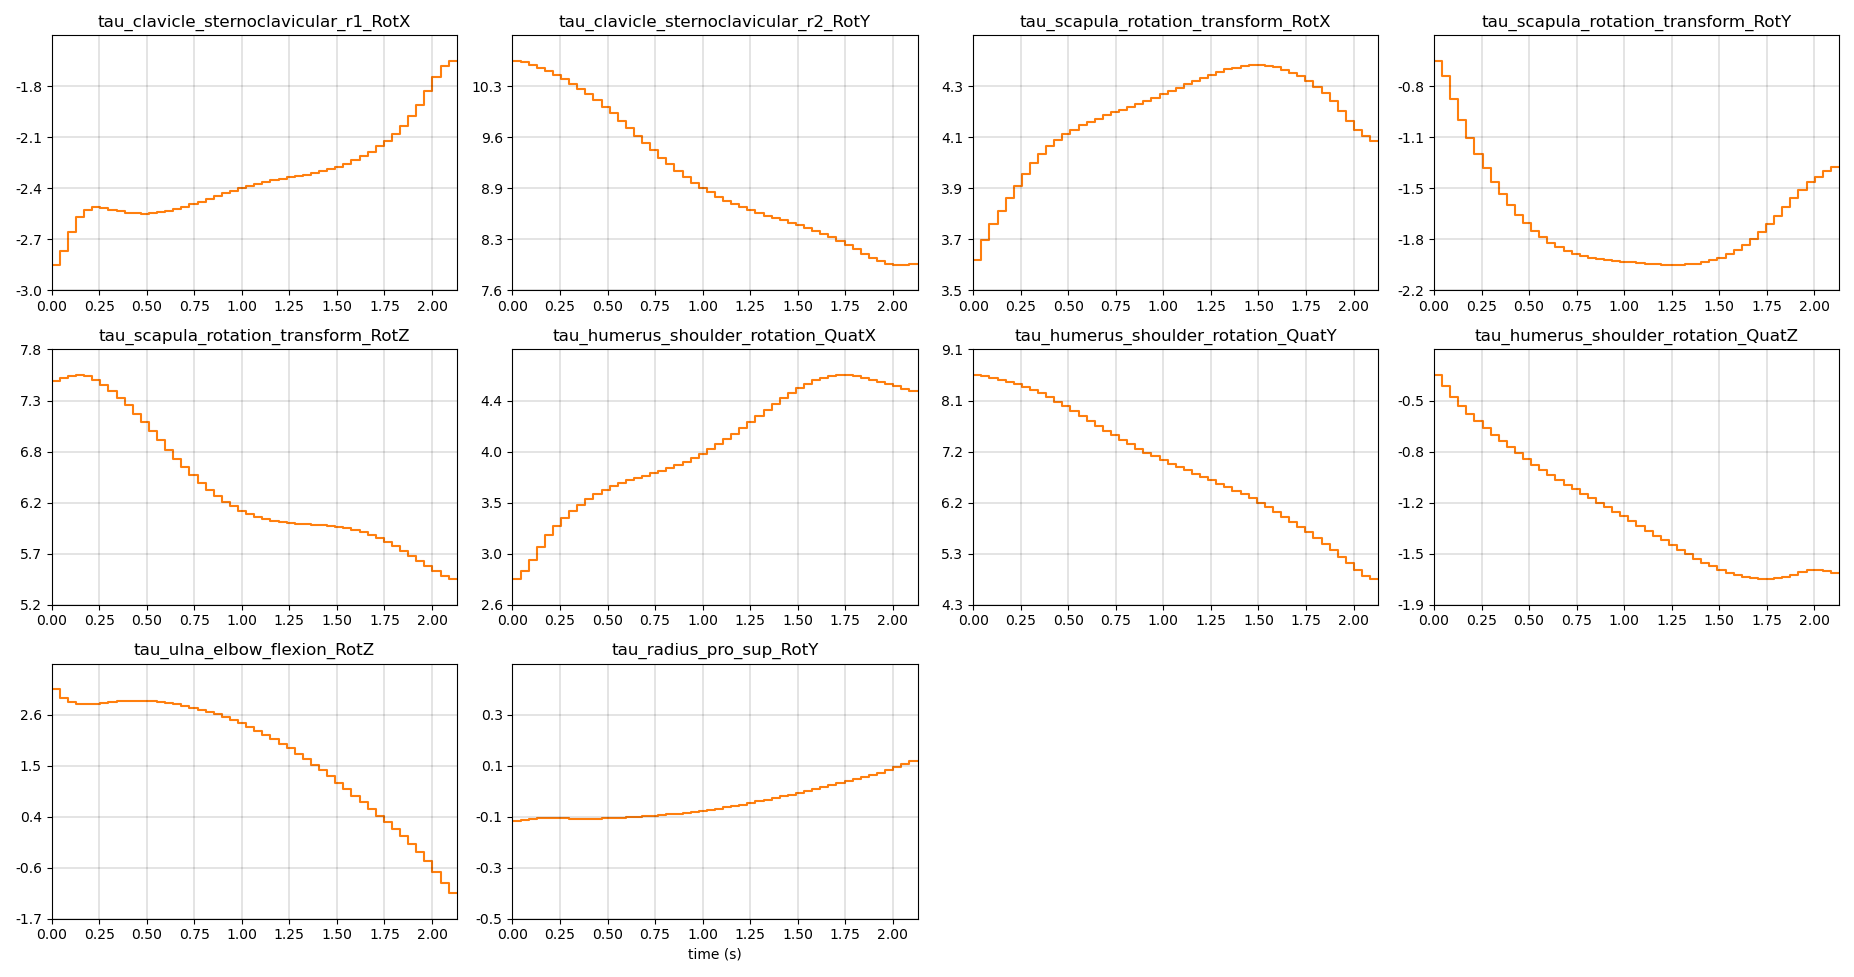 tau_clavicle_sternoclavicular_r1_RotX
-1.8
-2.1
-2.4
-2.7
-3.0
0.00 0.25 0.50 0.75 1.00 1.25 1.50 1.75 2.00
tau_clavicle_sternoclavicular_r2_RotY
10.3
9.6
8.9
8.3
7.6
0.00 0.25 0.50 0.75 1.00 1.25 1.50 1.75 2.00
tau_scapula_rotation_transform_RotX
4.3
4.1
3.9
3.7
3.5
0.00 0.25 0.50 0.75 1.00 1.25 1.50 1.75 2.00
tau_scapula_rotation_transform_RotY
-0.8
-1.1
-1.5
-1.8
-2.2
0.00 0.25 0.50 0.75 1.00 1.25 1.50 1.75 2.00
tau_scapula_rotation_transform_RotZ
7.8
7.3
6.8
6.2
5.7
5.2
0.00 0.25 0.50 0.75 1.00 1.25 1.50 1.75 2.00
tau_humerus_shoulder_rotation_QuatX
4.4
4.0
3.5
3.0
2.6
0.00 0.25 0.50 0.75 1.00 1.25 1.50 1.75 2.00
tau_humerus_shoulder_rotation_QuatY
9.1
8.1
7.2
6.2
5.3
4.3
0.00 0.25 0.50 0.75 1.00 1.25 1.50 1.75 2.00
tau_humerus_shoulder_rotation_QuatZ
-0.5
-0.8
-1.2
-1.5
-1.9
0.00 0.25 0.50 0.75 1.00 1.25 1.50 1.75 2.00
tau_ulna_elbow_flexion_RotZ
2.6
1.5
0.4
-0.6
-1.7
0.00 0.25 0.50 0.75 1.00 1.25 1.50 1.75 2.00
tau_radius_pro_sup_RotY
0.3
0.1
-0.1
-0.3
-0.5
0.00 0.25 0.50 0.75 1.00 1.25 1.50 1.75 2.00
time (s)